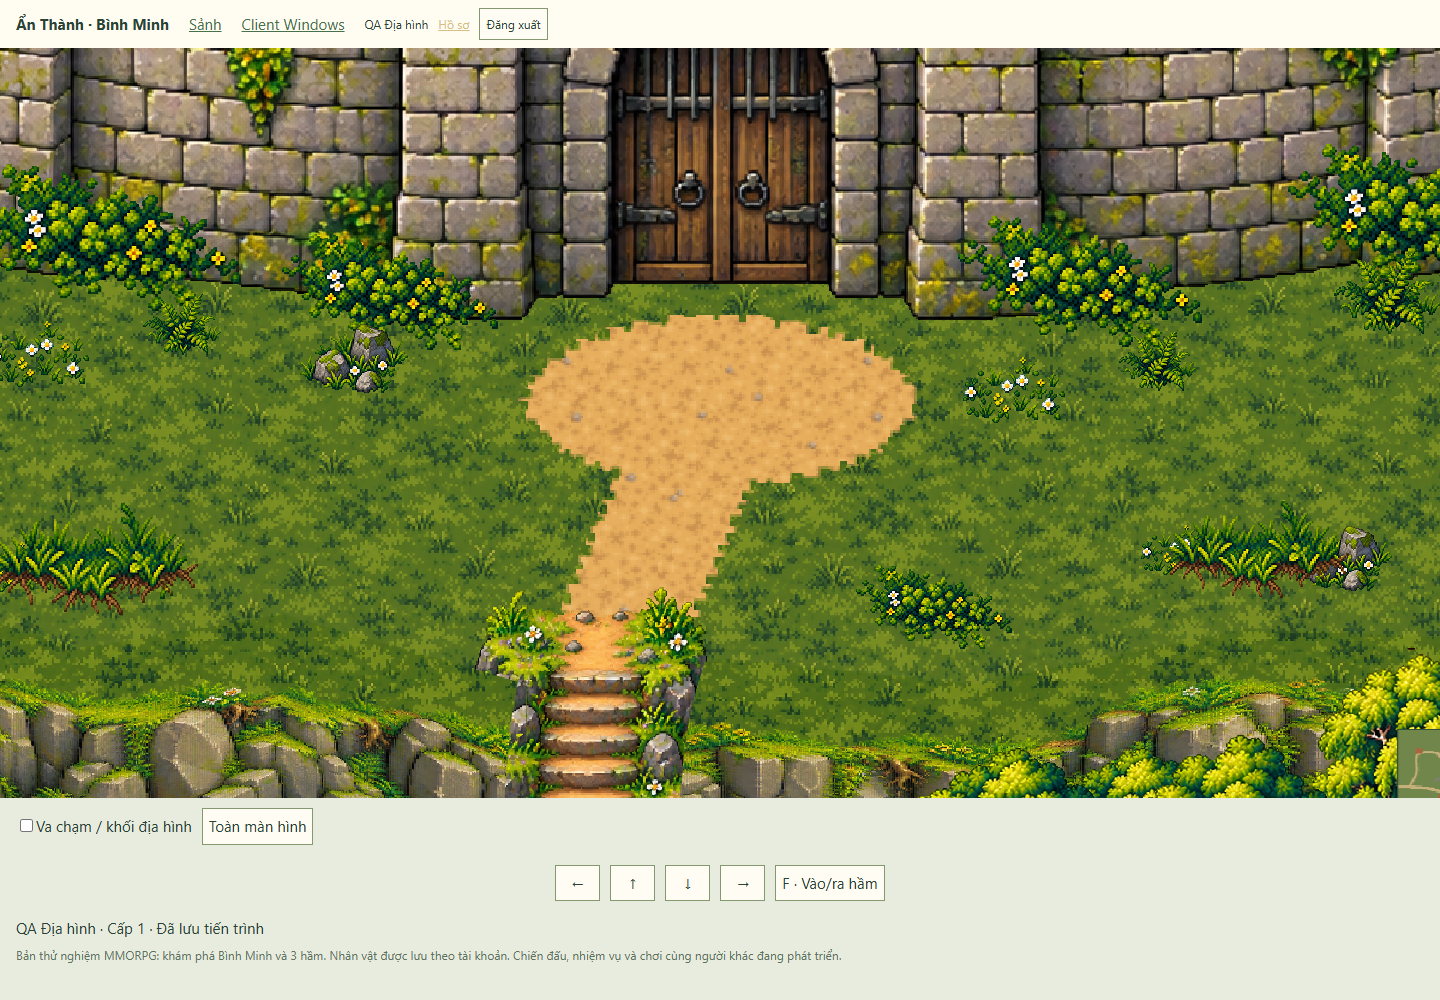 Ẩn Thành · Bình Minh Sảnh Client Windows QA Địa hình Hồ sơ Đăng xuất
Va chạm / khối địa hình Toàn màn hình
← ↑ ↓ → F · Vào/ra hầm
QA Địa hình · Cấp 1 · Đã lưu tiến trình
Bản thử nghiệm MMORPG: khám phá Bình Minh và 3 hầm. Nhân vật được lưu theo tài khoản. Chiến đấu, nhiệm vụ và chơi cùng người khác đang phát triển.